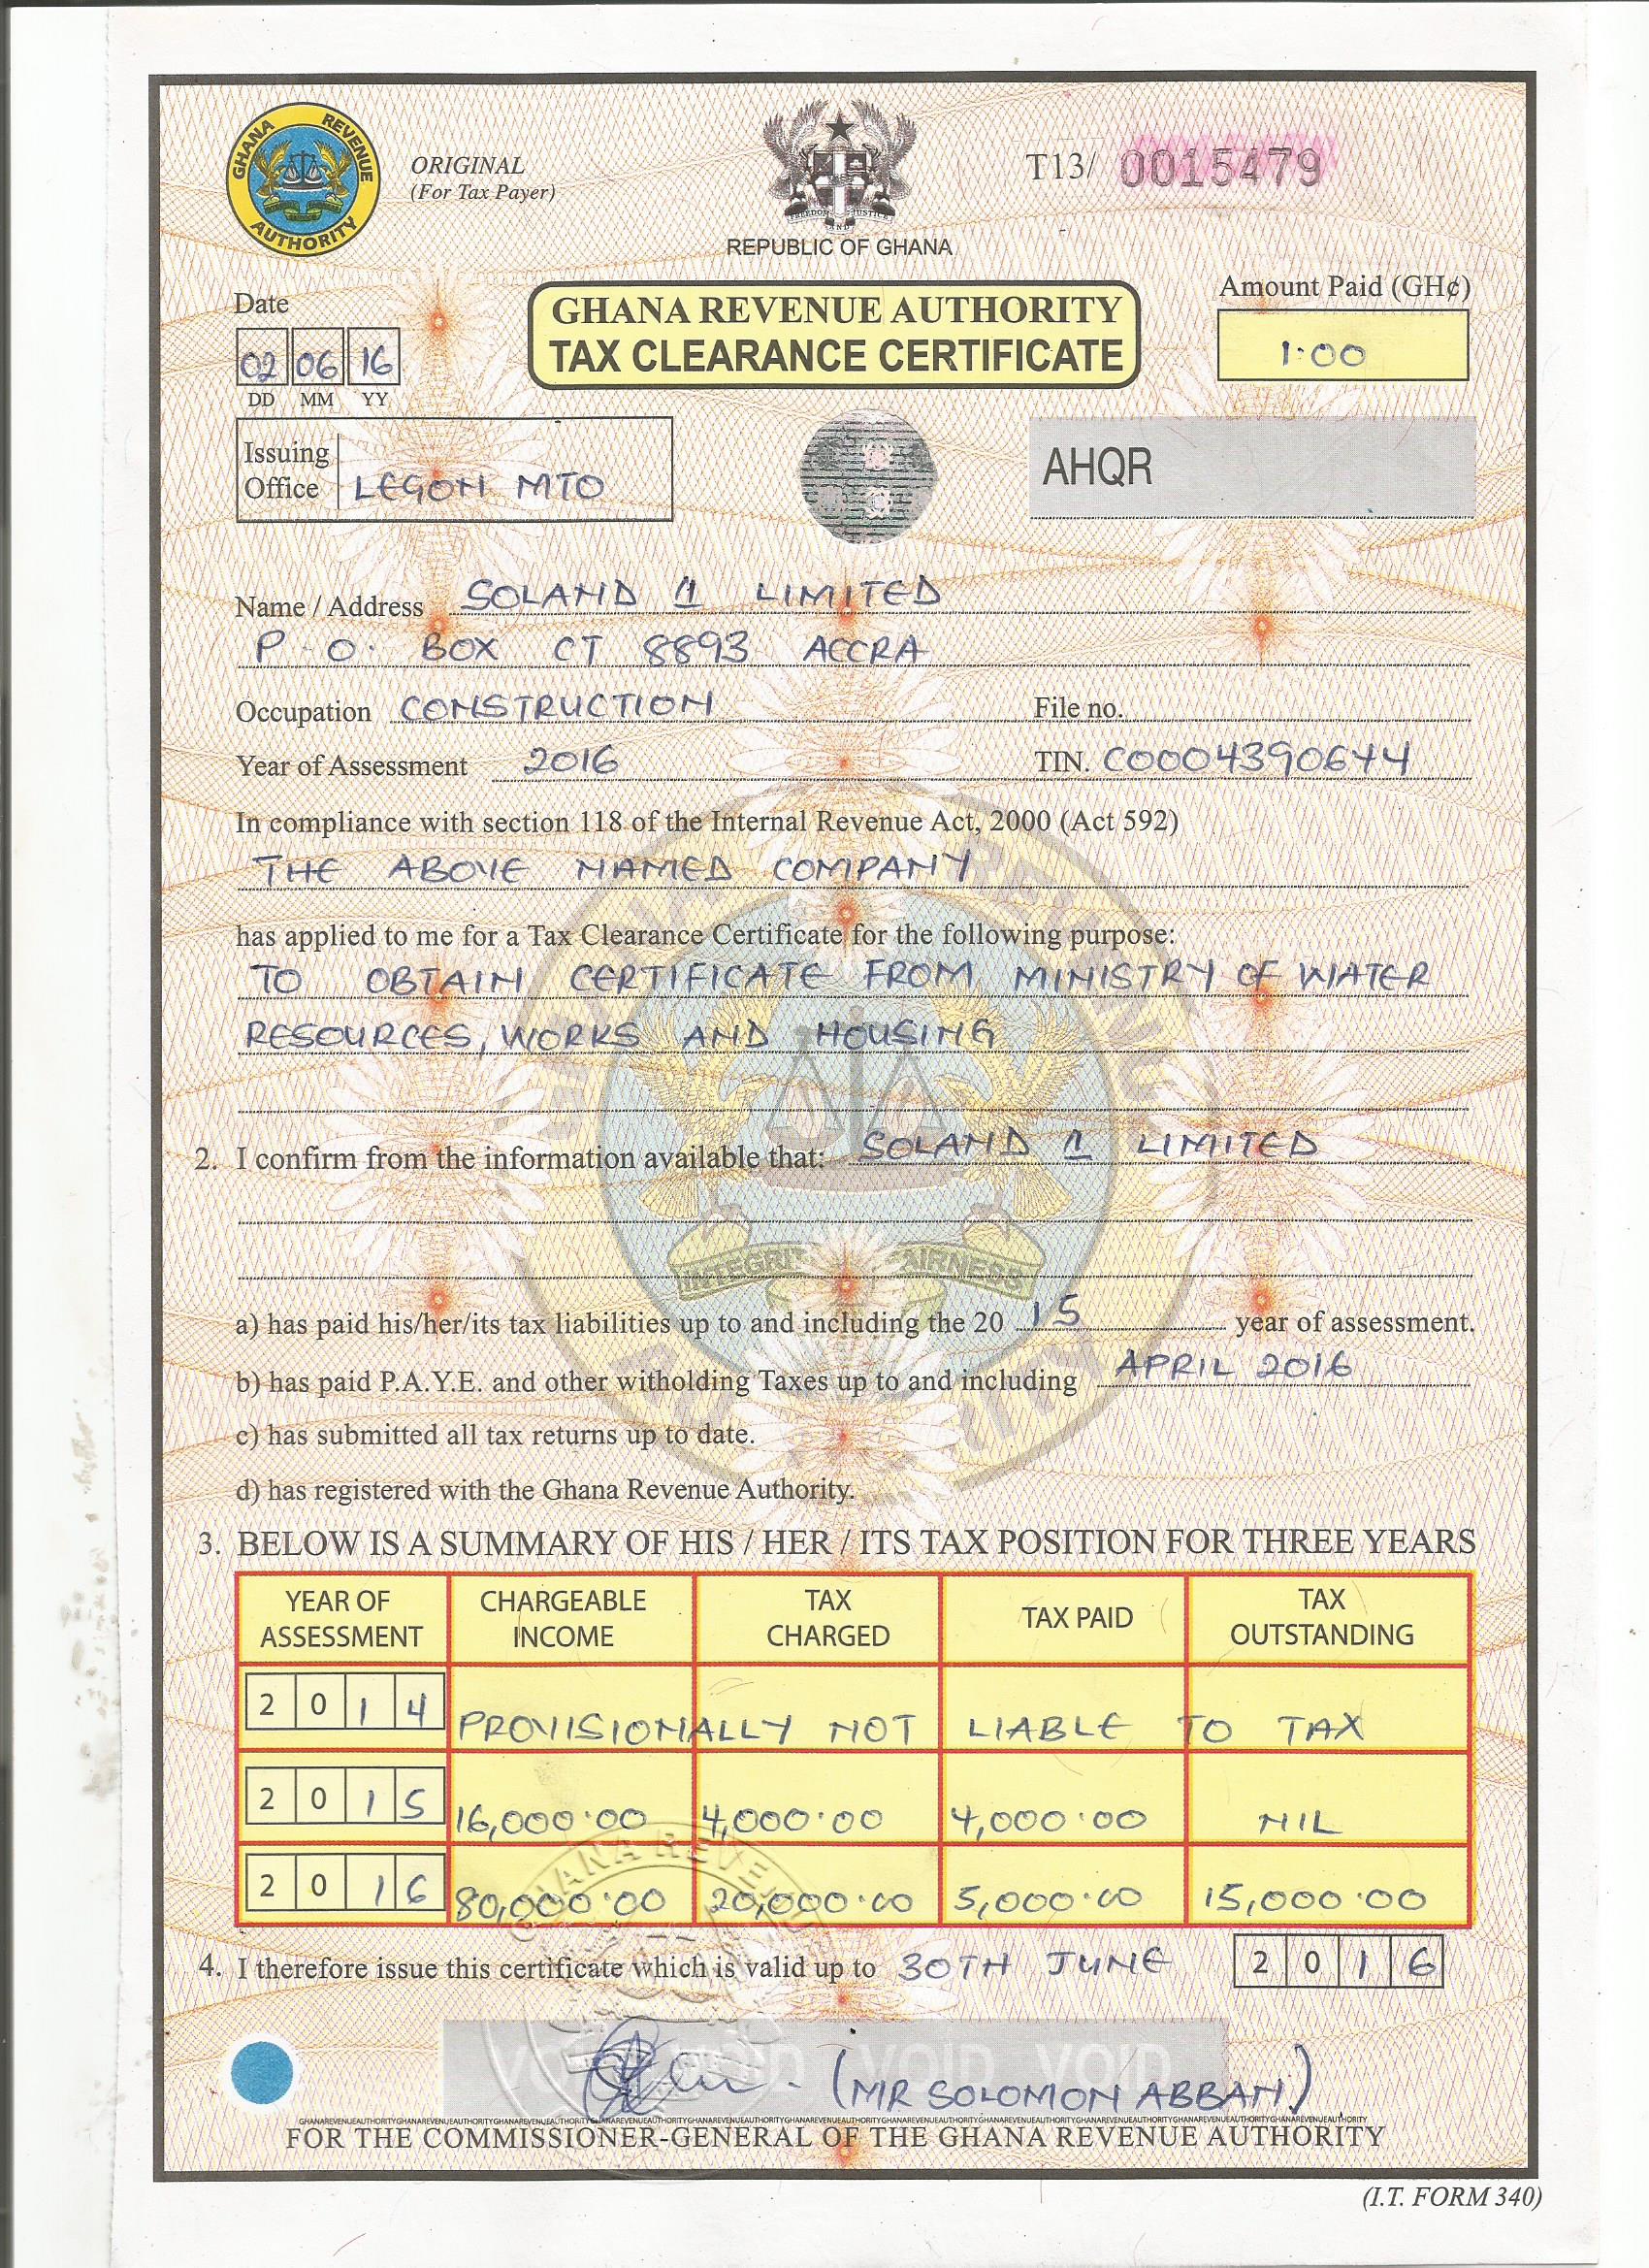 GHANA REVENUE AUTHORITY
ORIGINAL
(For Tax Payer)
FREEDOM AND JUSTICE
REPUBLIC OF GHANA
T13/ 0015479
Date
02 06 16
DD MM YY
GHANA REVENUE AUTHORITY
TAX CLEARANCE CERTIFICATE
Amount Paid (GH¢)
1.00
Issuing
Office LEGON MTO
AHQR
Name / Address SOLAND 1 LIMITED
P. O. BOX CT 8893 ACCRA
Occupation CONSTRUCTION File no.
Year of Assessment 2016 TIN. C0004390644
In compliance with section 118 of the Internal Revenue Act, 2000 (Act 592)
THE ABOVE NAMED COMPANY
has applied to me for a Tax Clearance Certificate for the following purpose:
TO OBTAIN CERTIFICATE FROM MINISTRY OF WATER
RESOURCES, WORKS AND HOUSING
2. I confirm from the information available that: SOLAND 1 LIMITED
a) has paid his/her/its tax liabilities up to and including the 20 15 year of assessment.
b) has paid P.A.Y.E. and other witholding Taxes up to and including APRIL 2016
c) has submitted all tax returns up to date.
d) has registered with the Ghana Revenue Authority.
3. BELOW IS A SUMMARY OF HIS / HER / ITS TAX POSITION FOR THREE YEARS
YEAR OF ASSESSMENT CHARGEABLE INCOME TAX CHARGED TAX PAID TAX OUTSTANDING
2014 PROVISIONALLY NOT LIABLE TO TAX
2015 16,000.00 4,000.00 4,000.00 NIL
2016 80,000.00 20,000.00 5,000.00 15,000.00
4. I therefore issue this certificate which is valid up to 30TH JUNE 2016
VOID VOID VOID
(MR SOLOMON ABBAN)
FOR THE COMMISSIONER-GENERAL OF THE GHANA REVENUE AUTHORITY
(I.T. FORM 340)